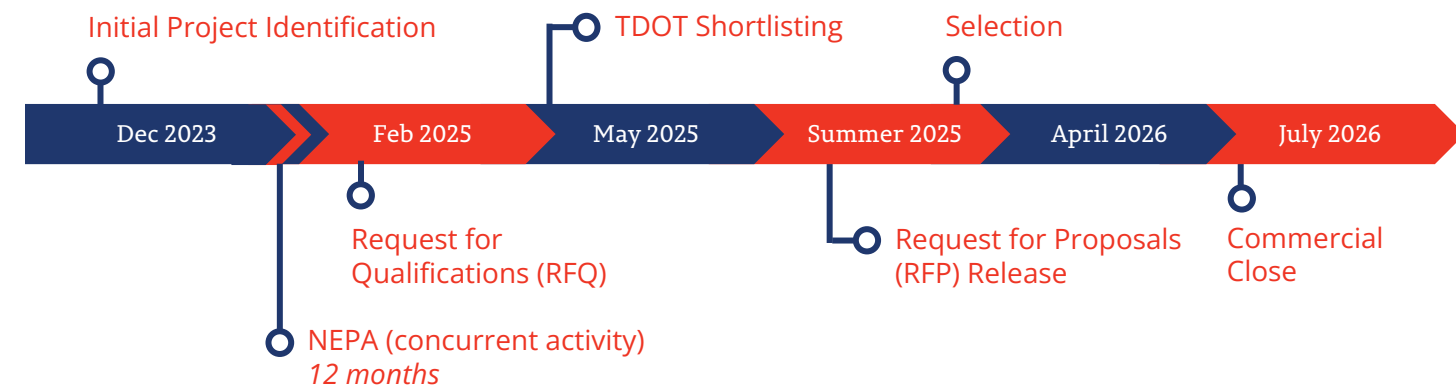 Initial Project Identification
TDOT Shortlisting
Selection
Dec 2023
Feb 2025
May 2025
Summer 2025
April 2026
July 2026
Request for
Qualifications (RFQ)
Request for Proposals
(RFP) Release
Commercial
Close
NEPA (concurrent activity)
12 months